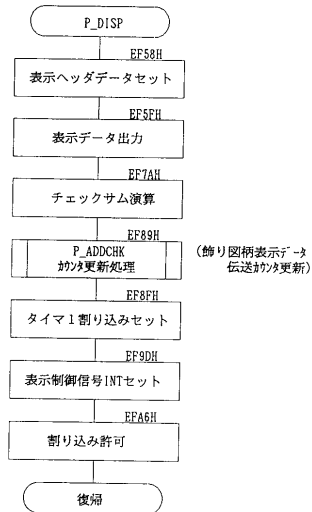 P_DISP
EF58H
表示ヘッダデータセット
EF5FH
表示データ出力
EF7AH
チェックサム演算
EF89H
P_ADDCHK
カウンタ更新処理
(飾り図柄表示データ
伝送カウンタ更新)
EF8FH
タイマ1割り込みセット
EF9DH
表示制御信号INTセット
EFA6H
割り込み許可
復帰